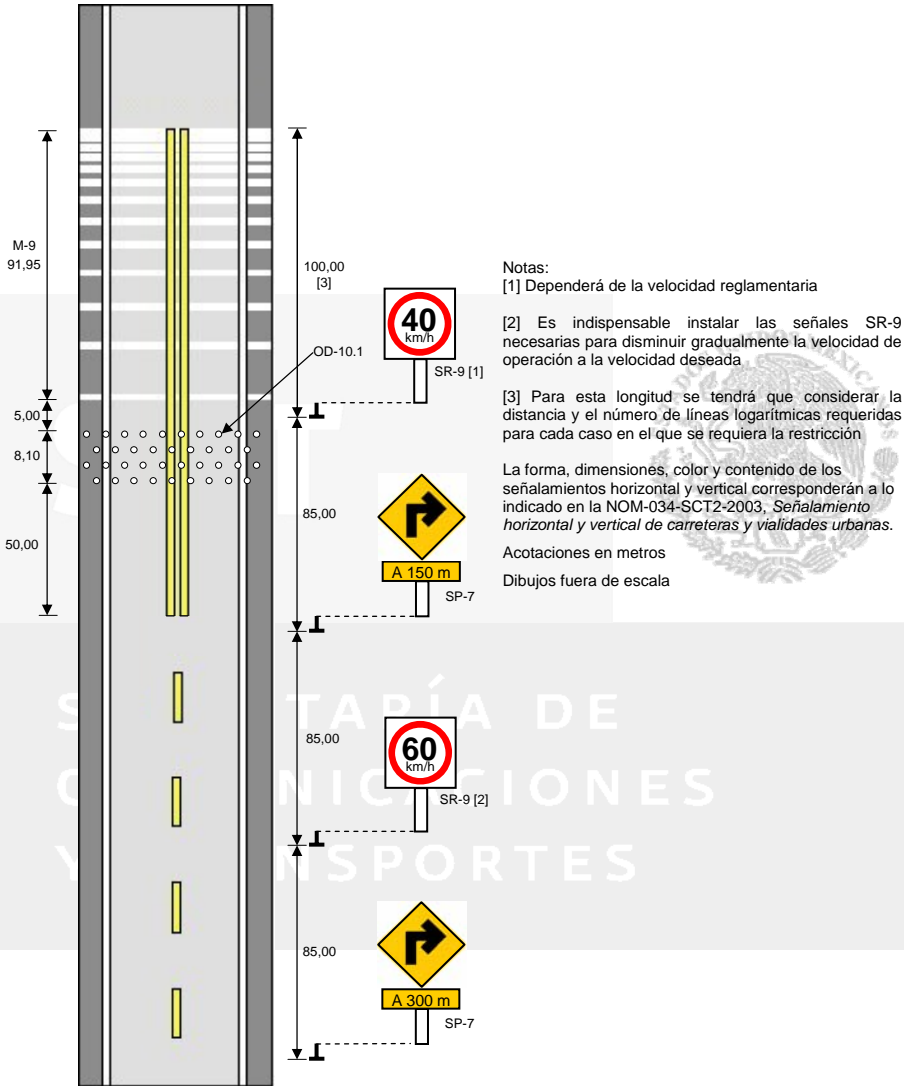 M-9
91,95
5,00
8,10
50,00
100,00
[3]
OD-10.1
85,00
85,00
85,00
40
km/h
SR-9 [1]
A 150 m
SP-7
60
km/h
SR-9 [2]
A 300 m
SP-7
Notas:
[1] Dependerá de la velocidad reglamentaria
[2] Es indispensable instalar las señales SR-9
necesarias para disminuir gradualmente la velocidad de
operación a la velocidad deseada
[3] Para esta longitud se tendrá que considerar la
distancia y el número de líneas logarítmicas requeridas
para cada caso en el que se requiera la restricción
La forma, dimensiones, color y contenido de los
señalamientos horizontal y vertical corresponderán a lo
indicado en la NOM-034-SCT2-2003, Señalamiento
horizontal y vertical de carreteras y vialidades urbanas.
Acotaciones en metros
Dibujos fuera de escala
DE
Y